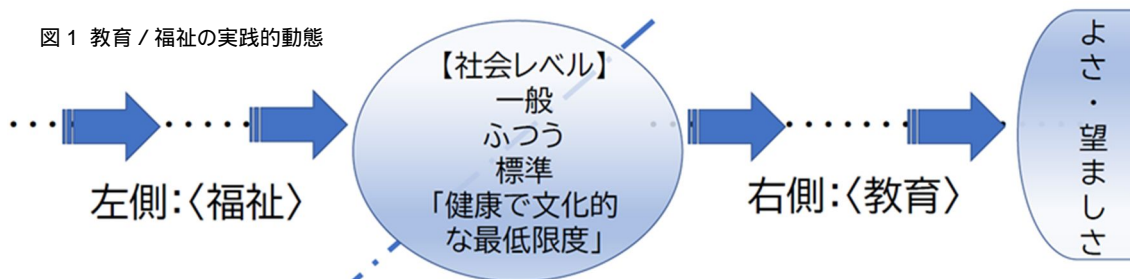 図1 教育/福祉の実践的動態
【社会レベル】
一般
ふつう
標準
「健康で文化的
な最低限度」
左側:〈福祉〉
右側:〈教育〉
よさ・望ましさ